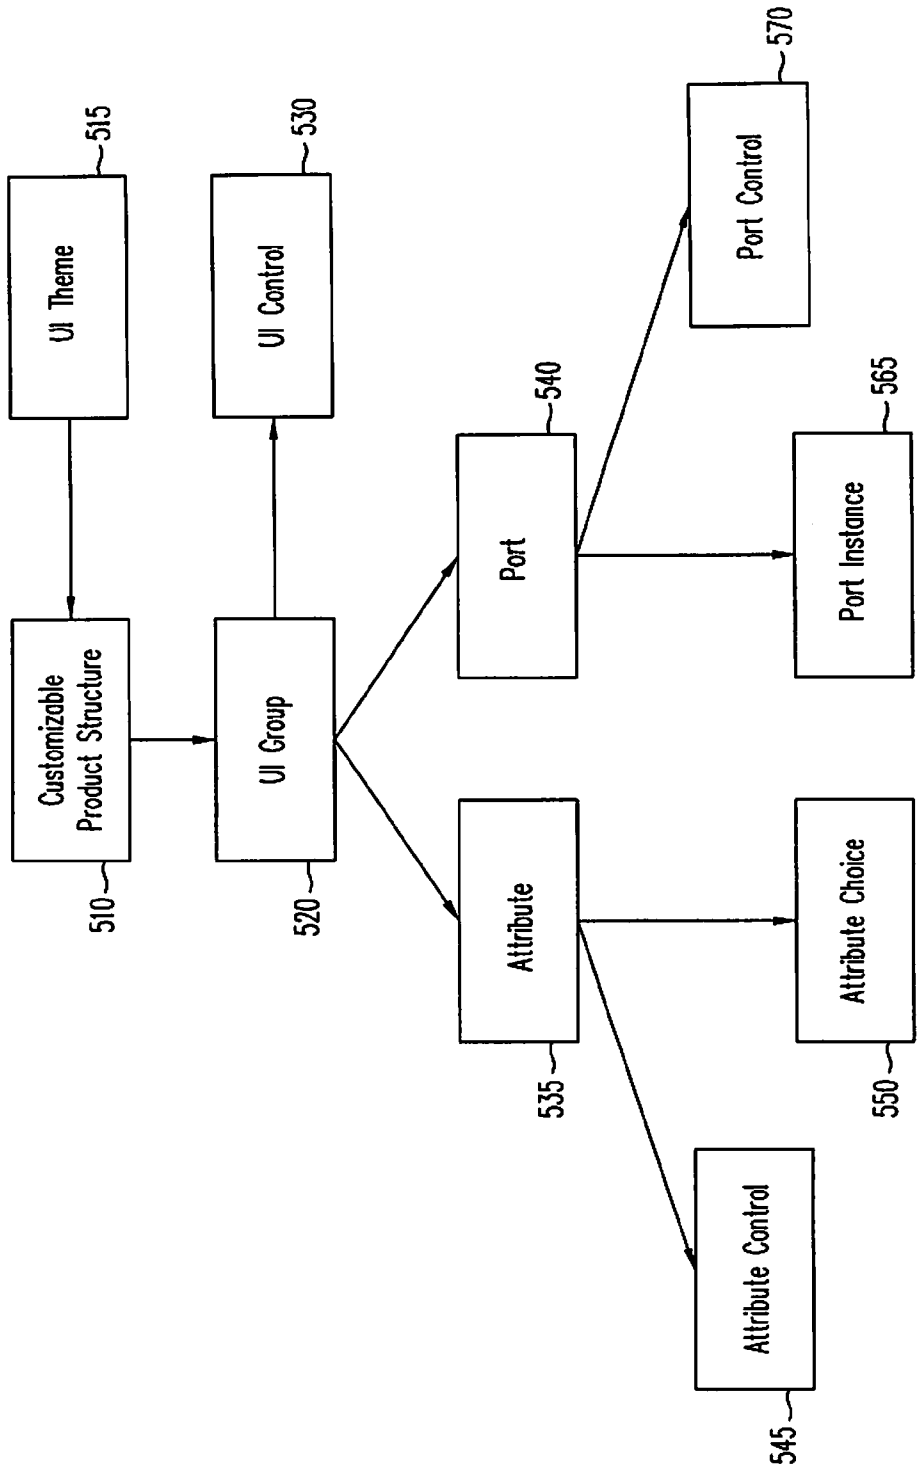 510
Customizable
Product Structure
UI Theme
515
520
UI Group
UI Control
530
535
Attribute
Port
540
545
Attribute Control
Port Control
570
550
Attribute Choice
Port Instance
565